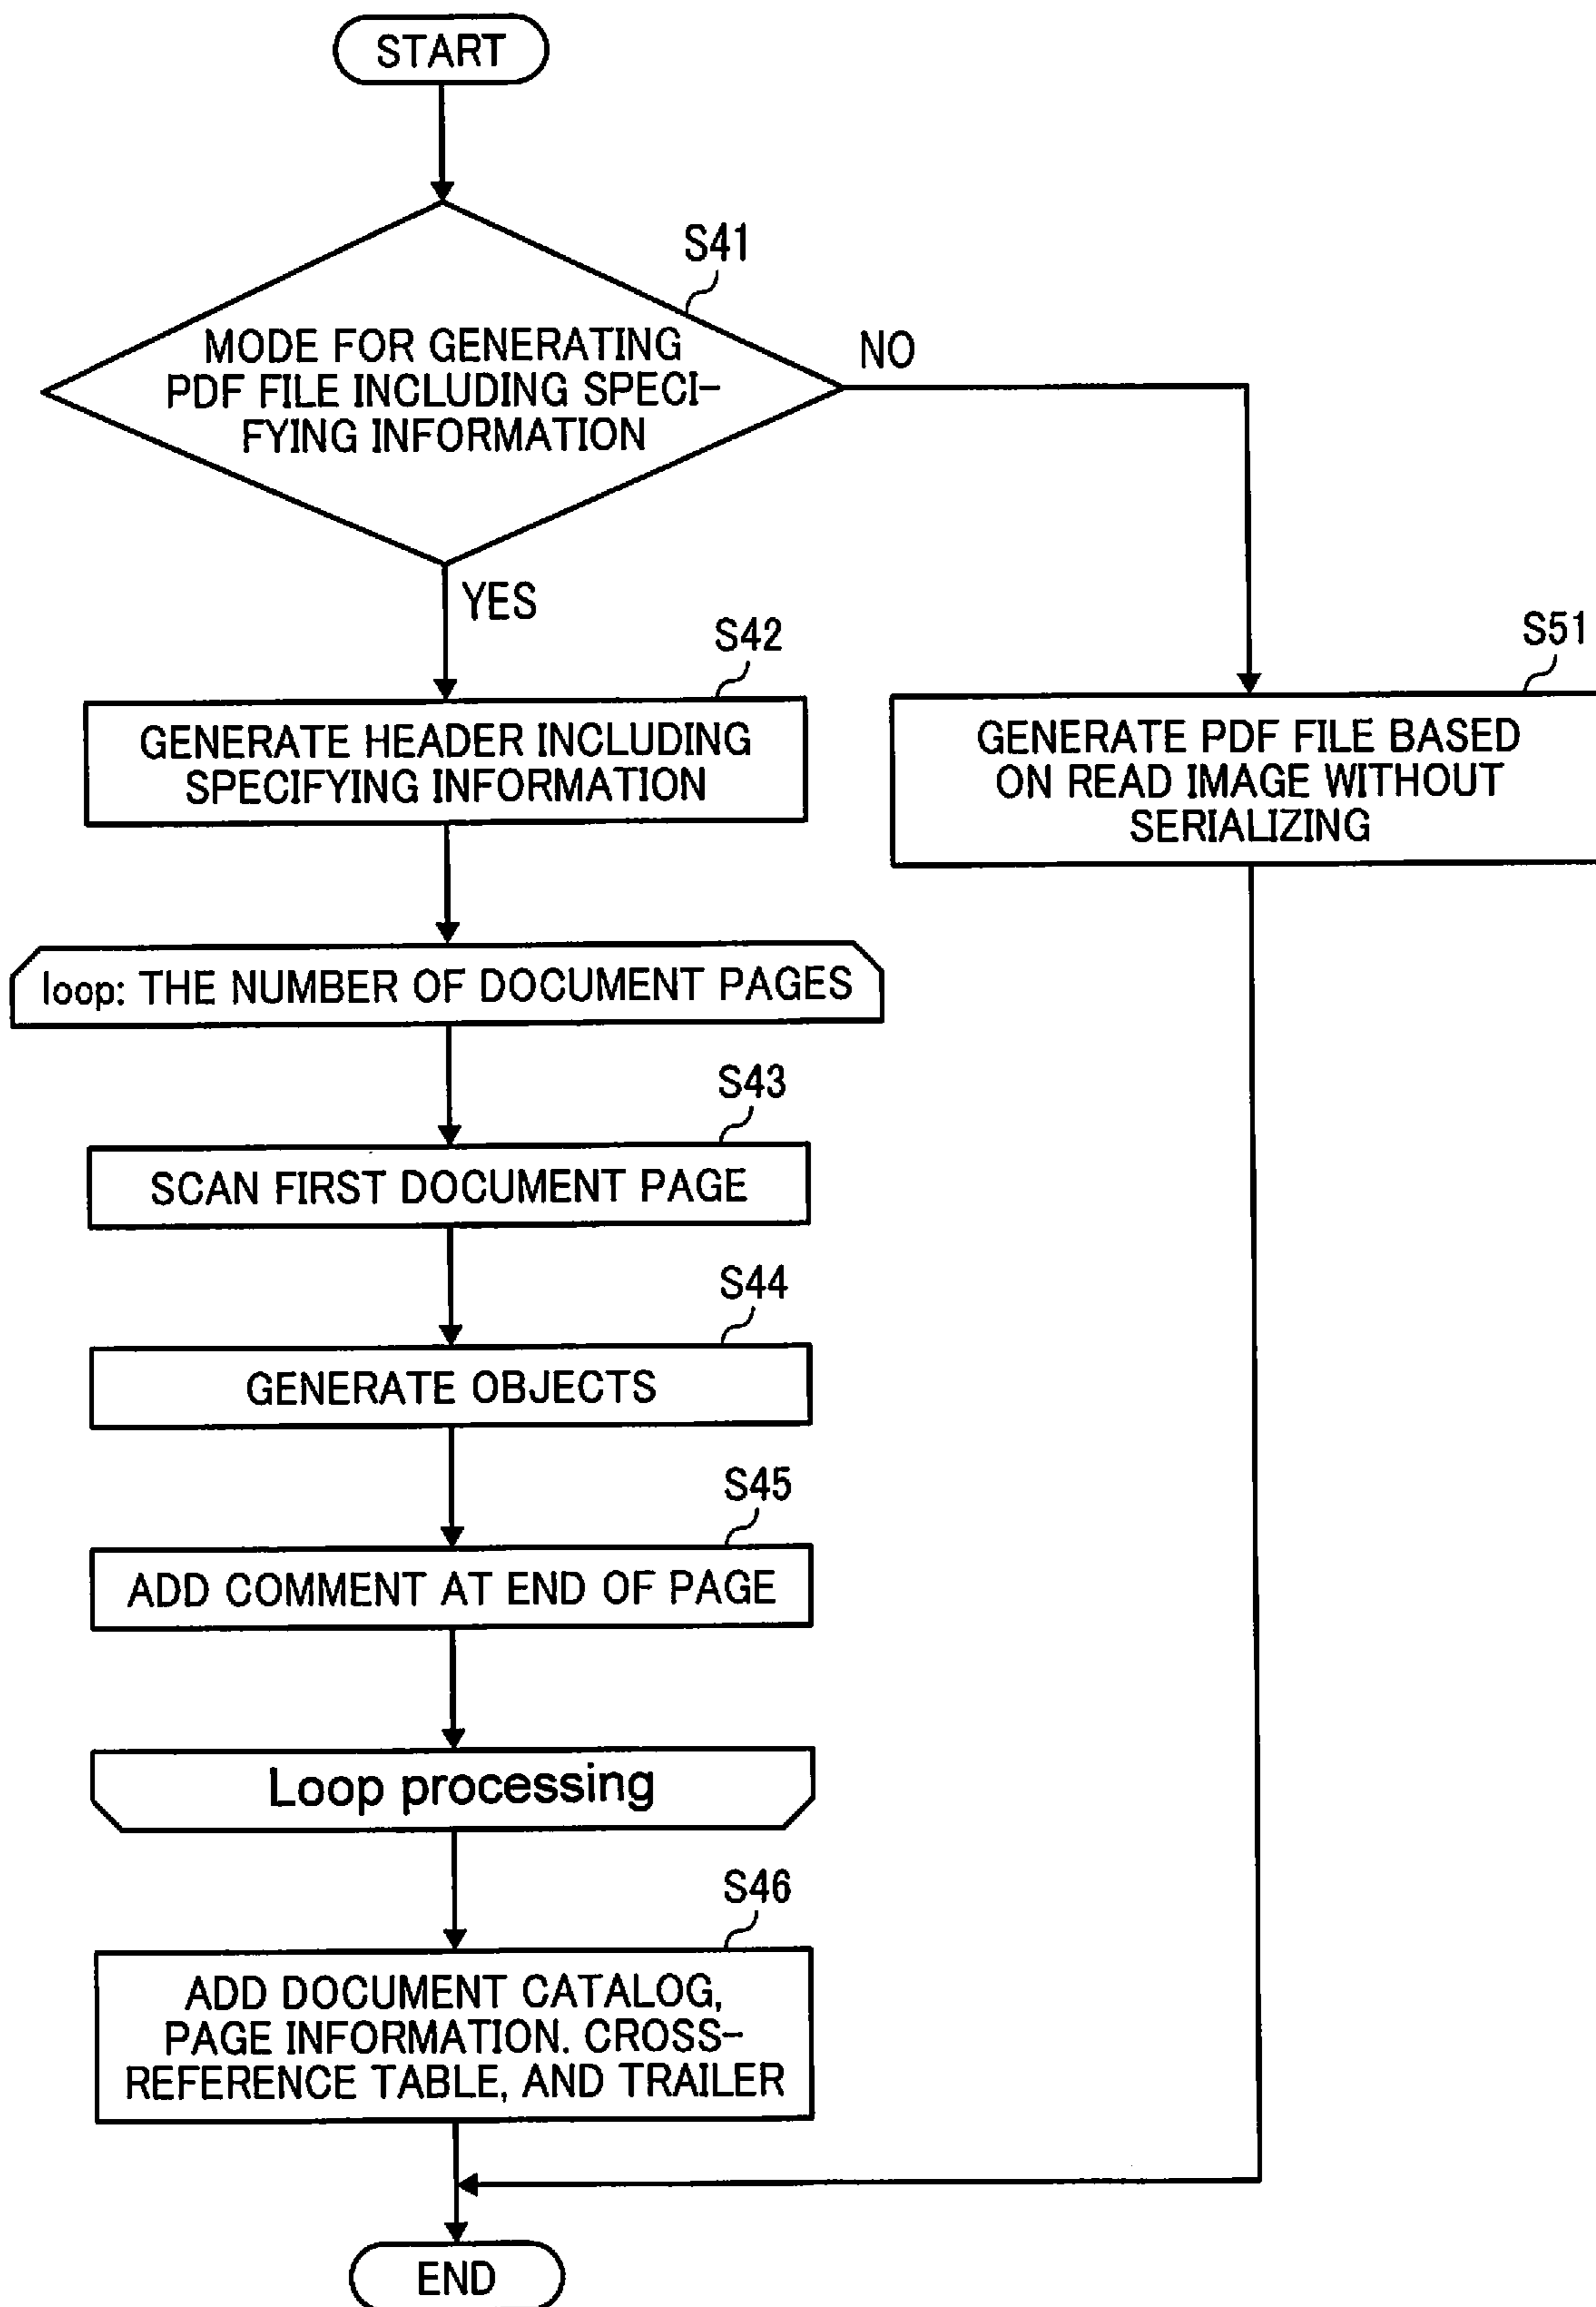 START
S41
MODE FOR GENERATING
PDF FILE INCLUDING SPECI-
FYING INFORMATION
NO
YES
S42
GENERATE HEADER INCLUDING
SPECIFYING INFORMATION
S51
GENERATE PDF FILE BASED
ON READ IMAGE WITHOUT
SERIALIZING
loop: THE NUMBER OF DOCUMENT PAGES
S43
SCAN FIRST DOCUMENT PAGE
S44
GENERATE OBJECTS
S45
ADD COMMENT AT END OF PAGE
Loop processing
S46
ADD DOCUMENT CATALOG,
PAGE INFORMATION. CROSS-
REFERENCE TABLE, AND TRAILER
END